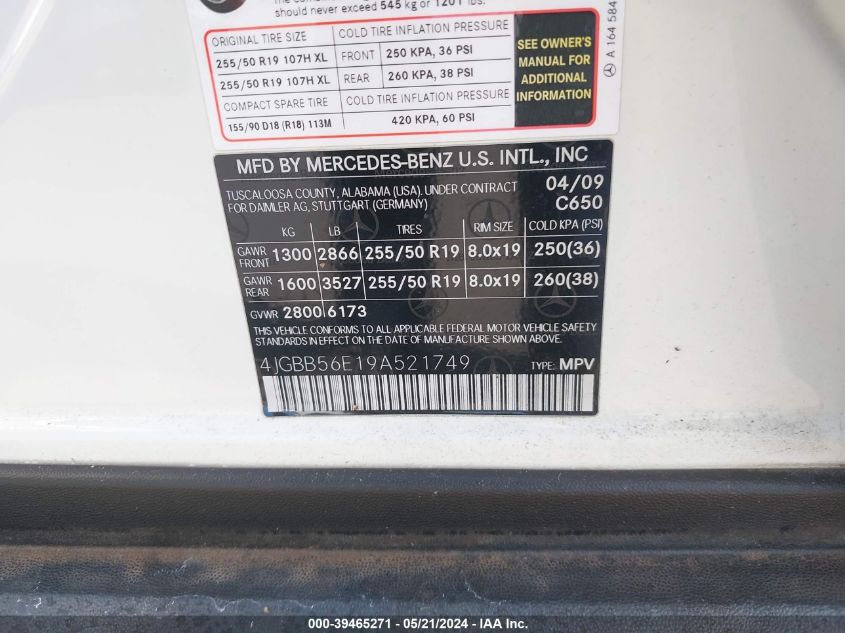 should never exceed 545 kg or 1201 lbs.
ORIGINAL TIRE SIZE COLD TIRE INFLATION PRESSURE
255/50 R19 107H XL FRONT 250 KPA, 36 PSI
255/50 R19 107H XL REAR 260 KPA, 38 PSI
COMPACT SPARE TIRE COLD TIRE INFLATION PRESSURE
155/90 D18 (R18) 113M 420 KPA, 60 PSI
SEE OWNER'S
MANUAL FOR
ADDITIONAL
INFORMATION
A 164 584
MFD BY MERCEDES-BENZ U.S. INTL., INC
TUSCALOOSA COUNTY, ALABAMA (USA), UNDER CONTRACT 04/09
FOR DAIMLER AG, STUTTGART (GERMANY) C650
KG LB TIRES RIM SIZE COLD KPA (PSI)
GAWR FRONT 1300 2866 255/50 R19 8.0x19 250(36)
GAWR REAR 1600 3527 255/50 R19 8.0x19 260(38)
GVWR 2800 6173
THIS VEHICLE CONFORMS TO ALL APPLICABLE FEDERAL MOTOR VEHICLE SAFETY
STANDARDS IN EFFECT ON THE DATE OF MANUFACTURE SHOWN ABOVE.
4JGBB56E19A521749 TYPE: MPV
000-39465271 - 05/21/2024 - © IAA, Inc.